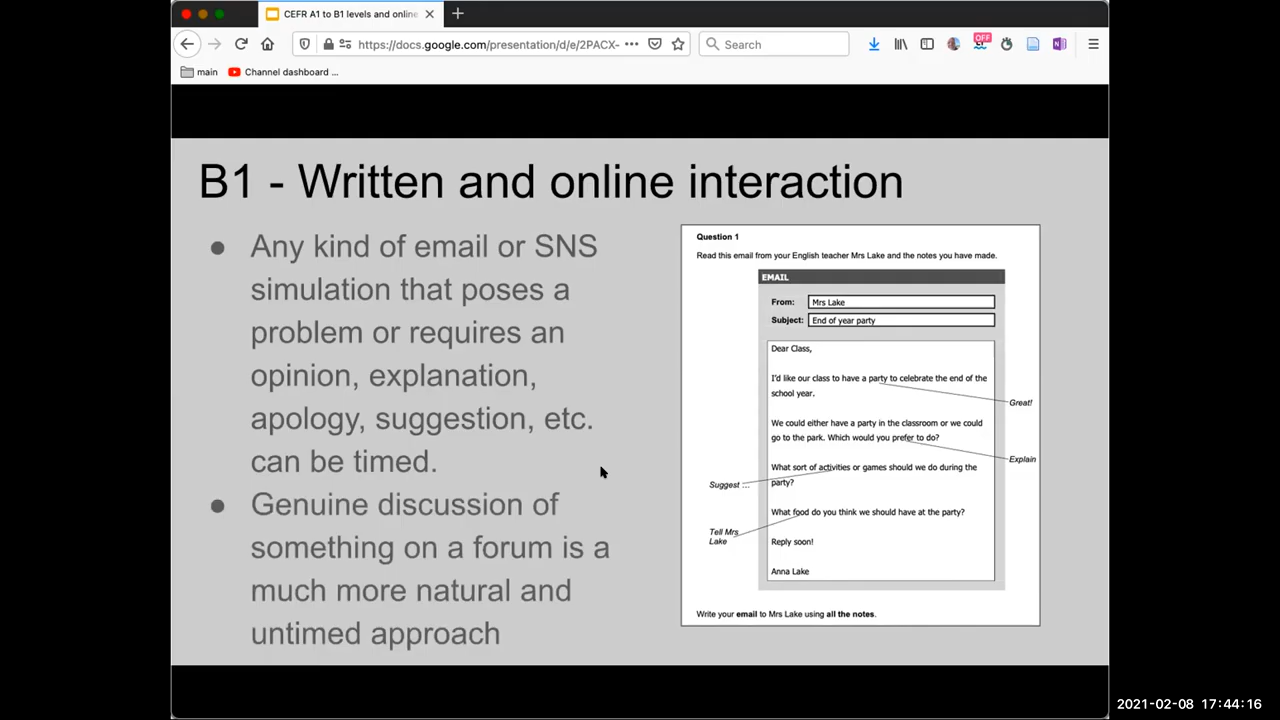 CEFR A1 to B1 levels and online
https://docs.google.com/presentation/d/e/2PACX-
Search
OFF
main
Channel dashboard ...
B1 - Written and online interaction
● Any kind of email or SNS
simulation that poses a
problem or requires an
opinion, explanation,
apology, suggestion, etc.
can be timed.
● Genuine discussion of
something on a forum is a
much more natural and
untimed approach
Question 1
Read this email from your English teacher Mrs Lake and the notes you have made.
EMAIL
From: Mrs Lake
Subject: End of year party
Dear Class,
I'd like our class to have a party to celebrate the end of the
school year.
Great!
We could either have a party in the classroom or we could
go to the park. Which would you prefer to do?
Explain
What sort of activities or games should we do during the
party?
Suggest ...
What food do you think we should have at the party?
Tell Mrs
Lake
Reply soon!
Anna Lake
Write your email to Mrs Lake using all the notes.
2021-02-08 17:44:16